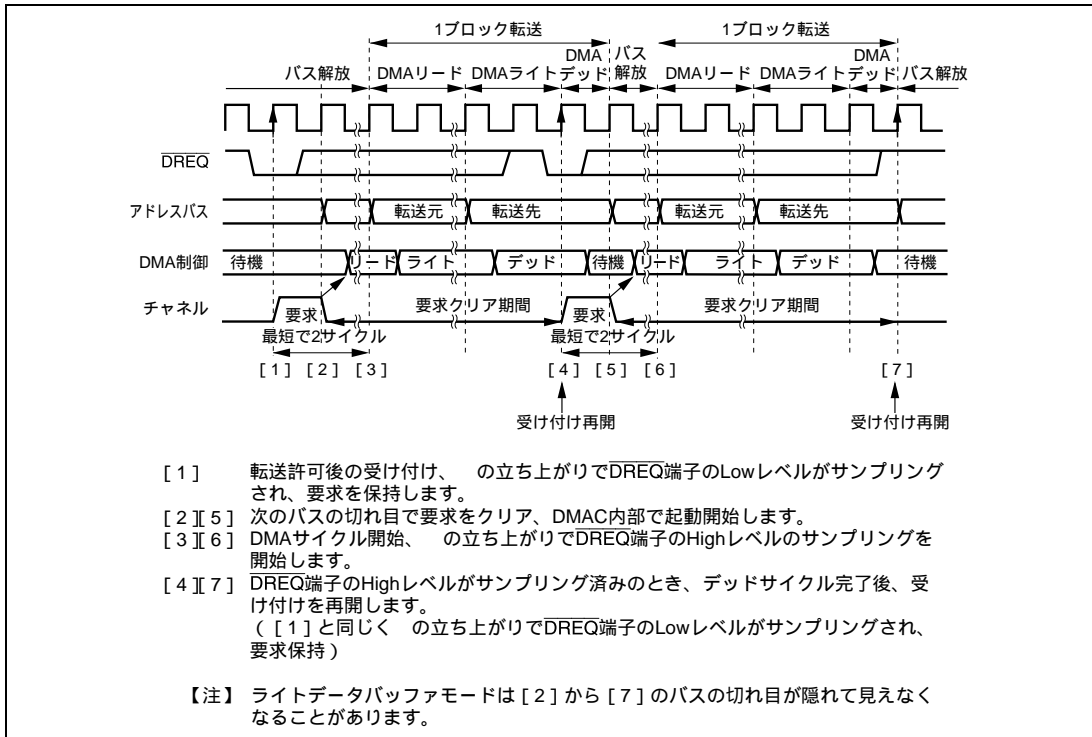 1ブロック転送 1ブロック転送
DMA バス DMA
バス解放 DMAリード DMAライト デッド 解放 DMAリード DMAライト デッド バス解放
DREQ
アドレスバス 転送元 転送先 転送元 転送先
DMA制御 待機 リード ライト デッド 待機 リード ライト デッド 待機
チャネル 要求 要求クリア期間 要求 要求クリア期間
最短で2サイクル 最短で2サイクル
[1] [2] [3] [4] [5] [6] [7]
受け付け再開 受け付け再開
[1] 転送許可後の受け付け、 の立ち上がりでDREQ端子のLowレベルがサンプリング
され、要求を保持します。
[2][5] 次のバスの切れ目で要求をクリア、DMAC内部で起動開始します。
[3][6] DMAサイクル開始、 の立ち上がりでDREQ端子のHighレベルのサンプリングを
開始します。
[4][7] DREQ端子のHighレベルがサンプリング済みのとき、デッドサイクル完了後、受
け付けを再開します。
([1]と同じく の立ち上がりでDREQ端子のLowレベルがサンプリングされ、
要求保持)
【注】 ライトデータバッファモードは[2]から[7]のバスの切れ目が隠れて見えなく
なることがあります。